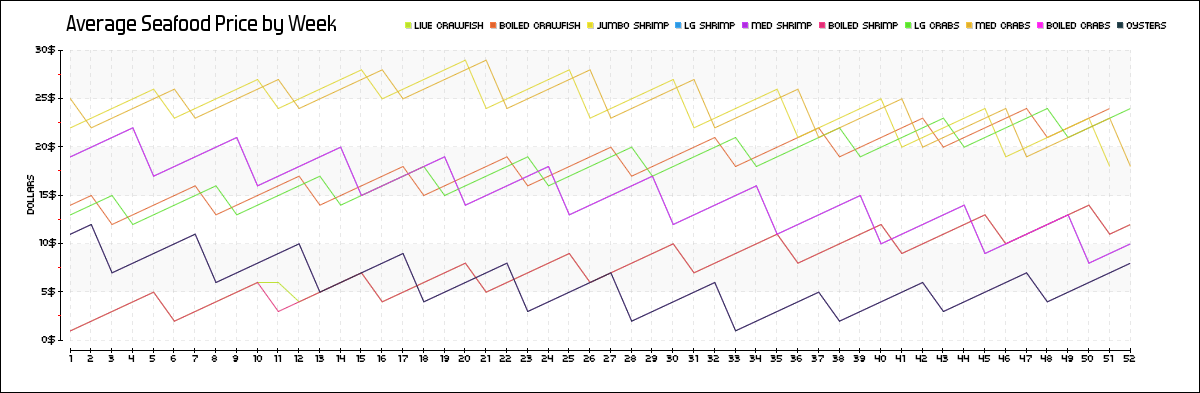 Average Seafood Price by Week
LIVE CRAWFISH BOILED CRAWFISH JUMBO SHRIMP LG SHRIMP MED SHRIMP BOILED SHRIMP LG CRABS MED CRABS BOILED CRABS OYSTERS
30$
25$
20$
15$
10$
5$
0$
DOLLARS
1 2 3 4 5 6 7 8 9 10 11 12 13 14 15 16 17 18 19 20 21 22 23 24 25 26 27 28 29 30 31 32 33 34 35 36 37 38 39 40 41 42 43 44 45 46 47 48 49 50 51 52